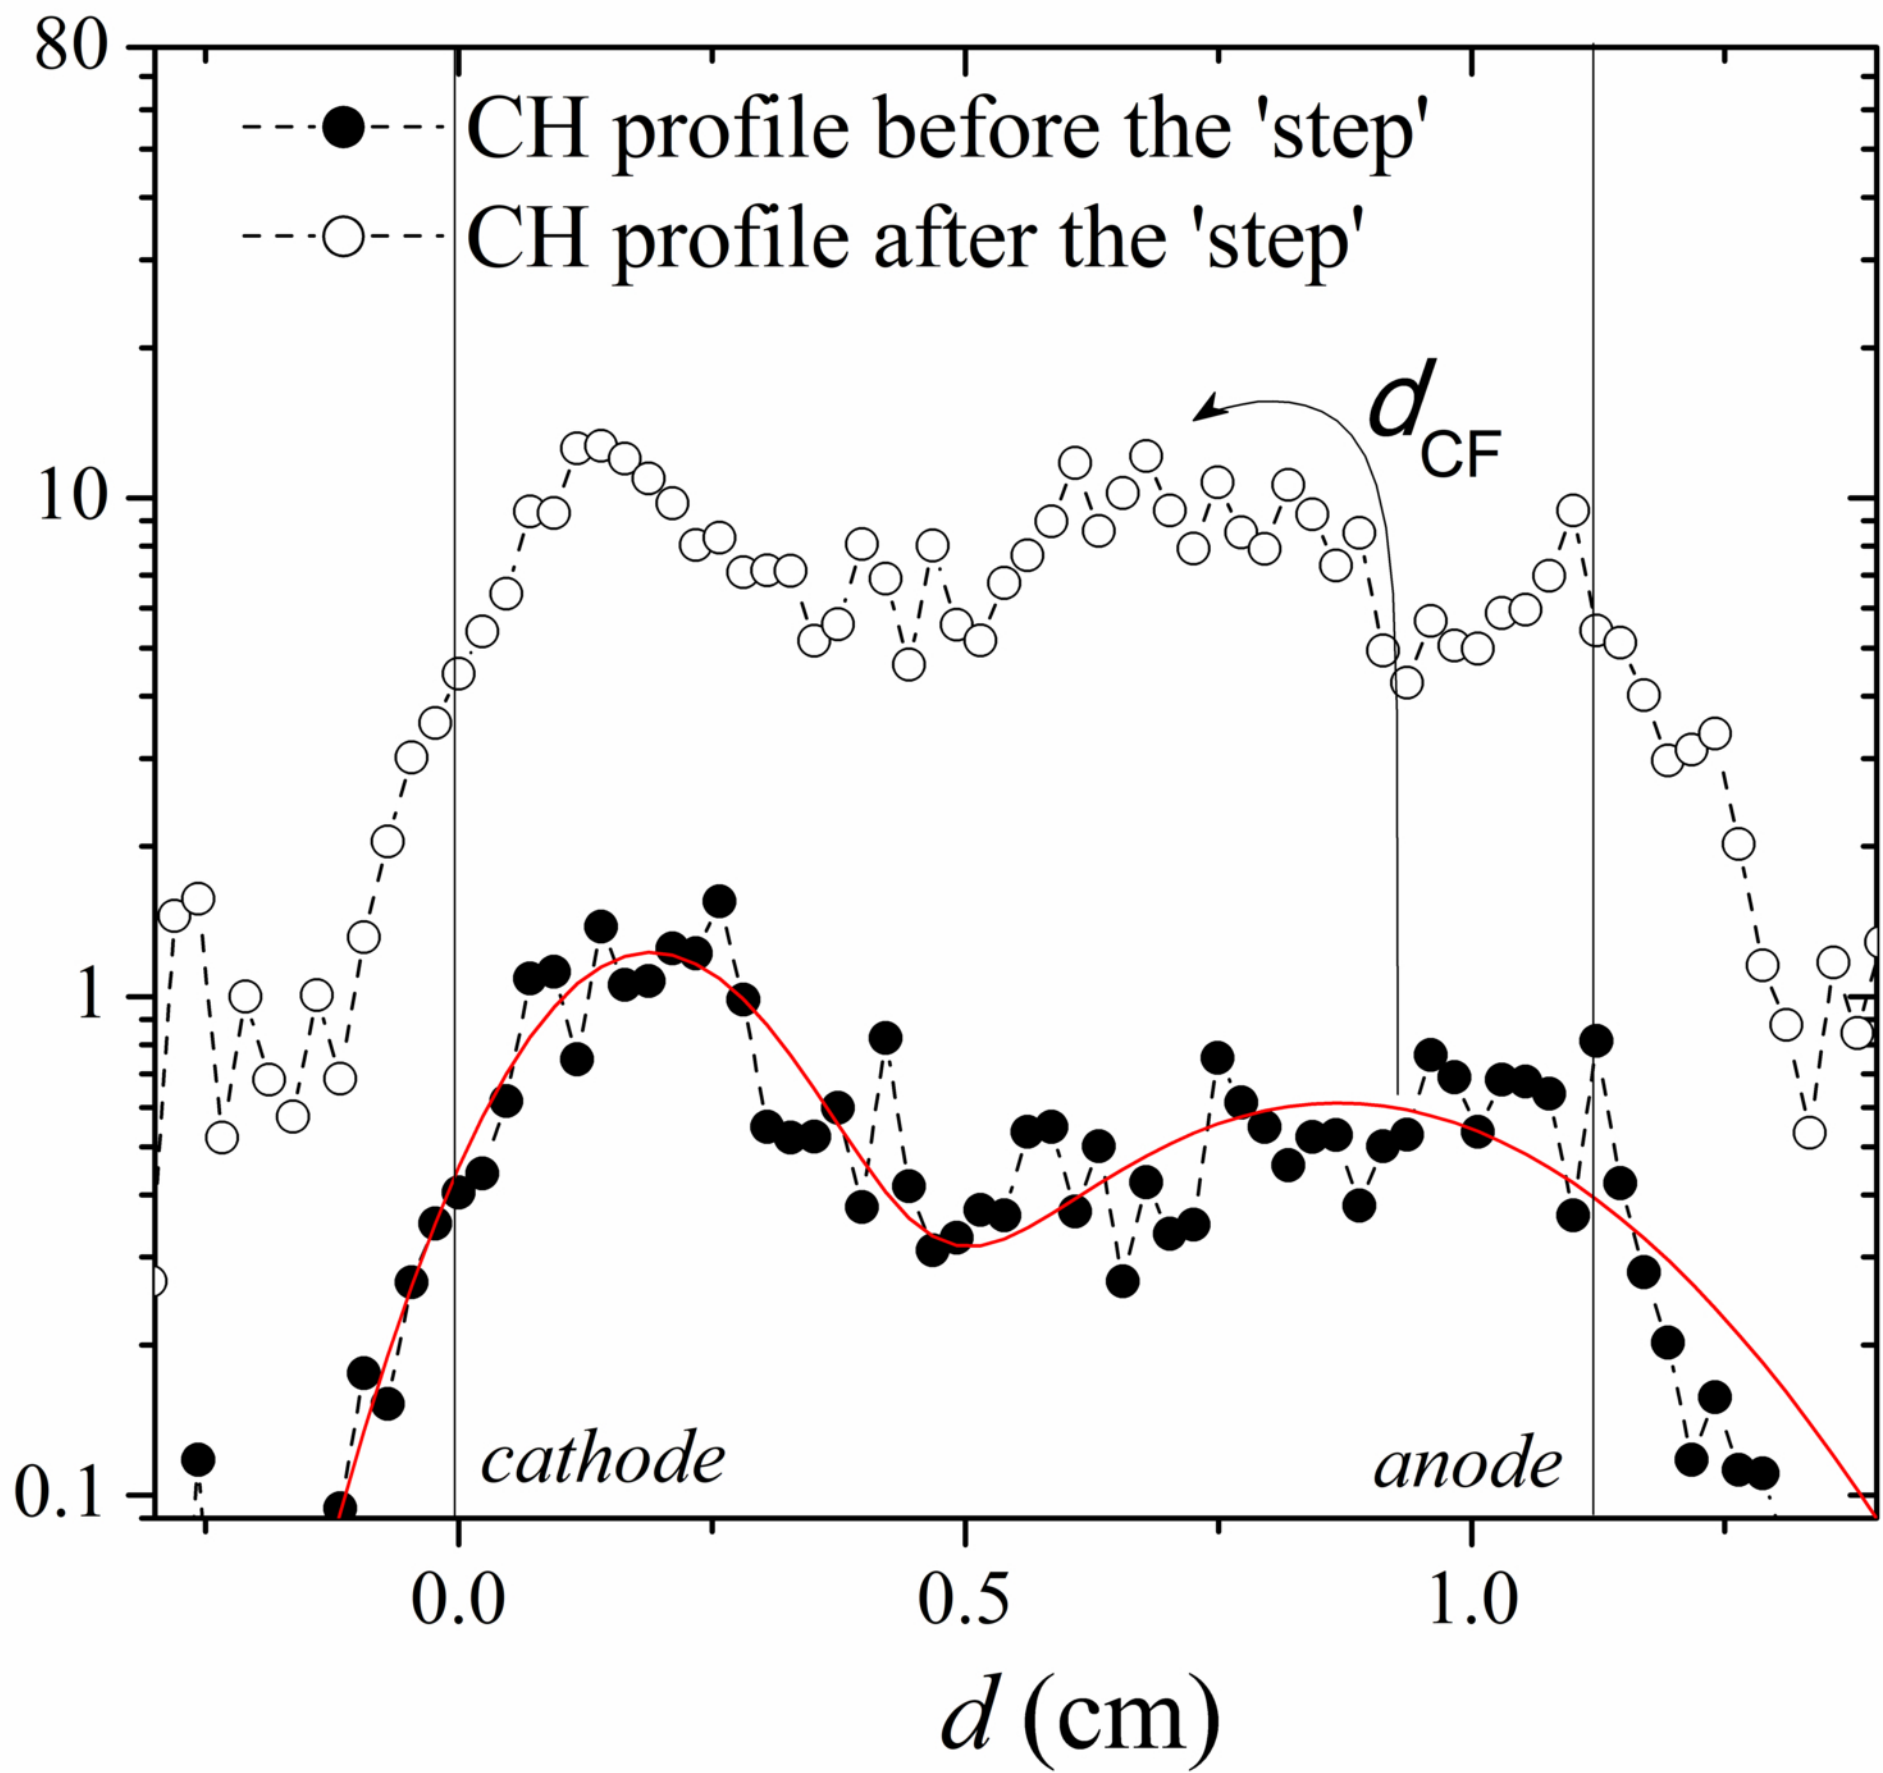 80
CH profile before the 'step'
CH profile after the 'step'
dCF
10
1
0.1
cathode
anode
0.0 0.5 1.0
d (cm)